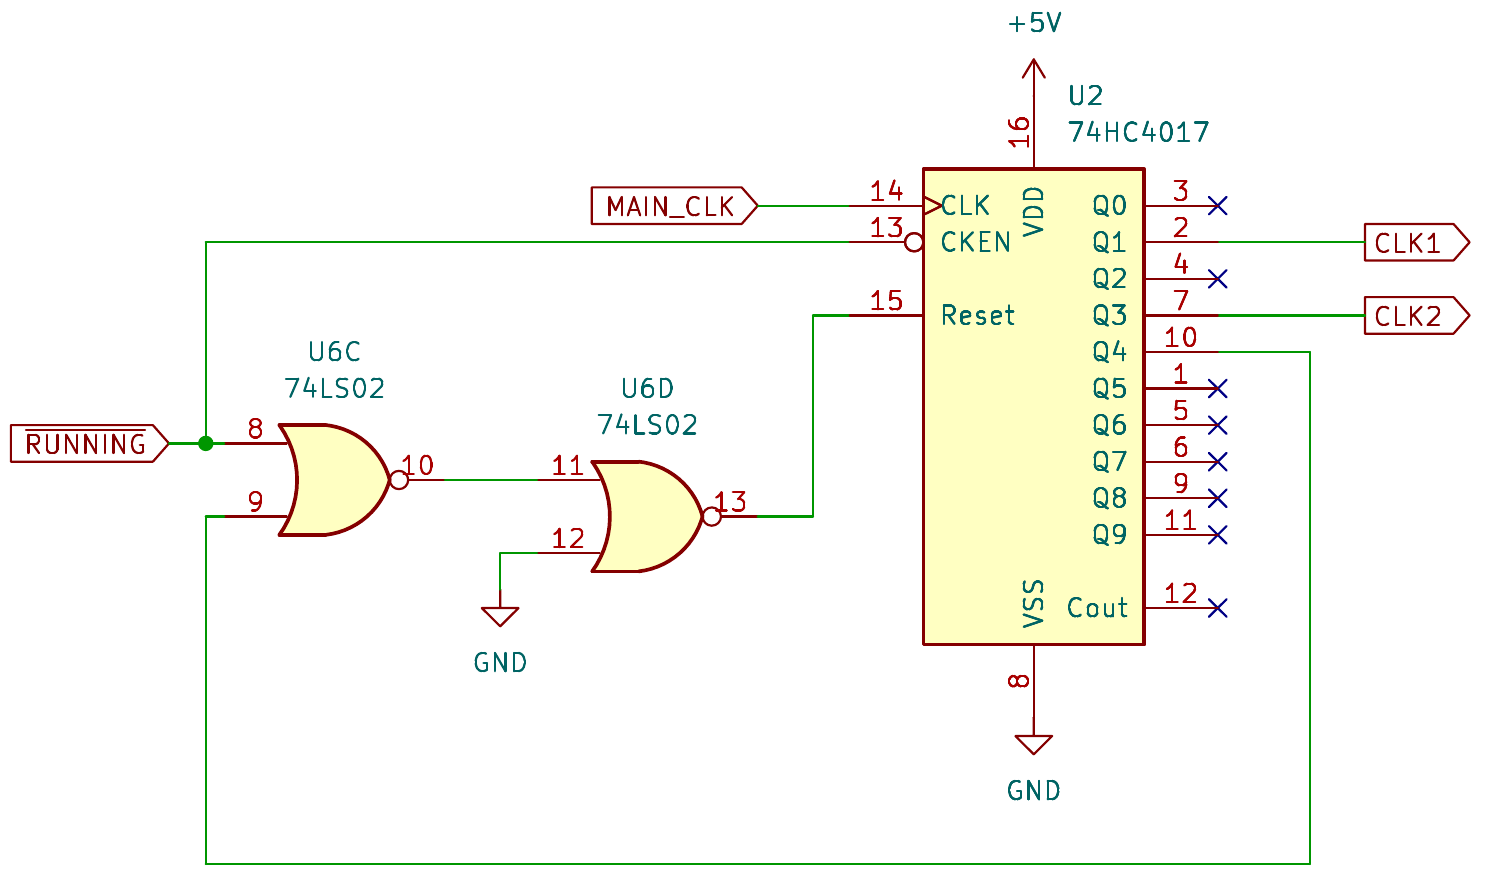 +5V
U2
74HC4017
16
VDD
MAIN_CLK
14
CLK
13
CKEN
15
Reset
Q0
3
Q1
2
CLK1
Q2
4
Q3
7
CLK2
Q4
10
Q5
1
Q6
5
Q7
6
Q8
9
Q9
11
Cout
12
VSS
8
GND
U6C
74LS02
RUNNING
8
9
10
U6D
74LS02
11
12
13
GND